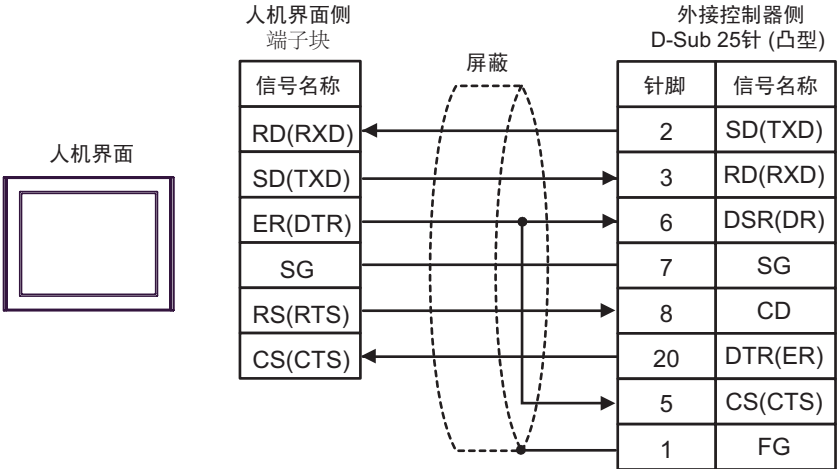 人机界面侧
端子块
外接控制器侧
D-Sub 25针 (凸型)
屏蔽
人机界面
信号名称
RD(RXD)
SD(TXD)
ER(DTR)
SG
RS(RTS)
CS(CTS)
针脚 信号名称
2 SD(TXD)
3 RD(RXD)
6 DSR(DR)
7 SG
8 CD
20 DTR(ER)
5 CS(CTS)
1 FG